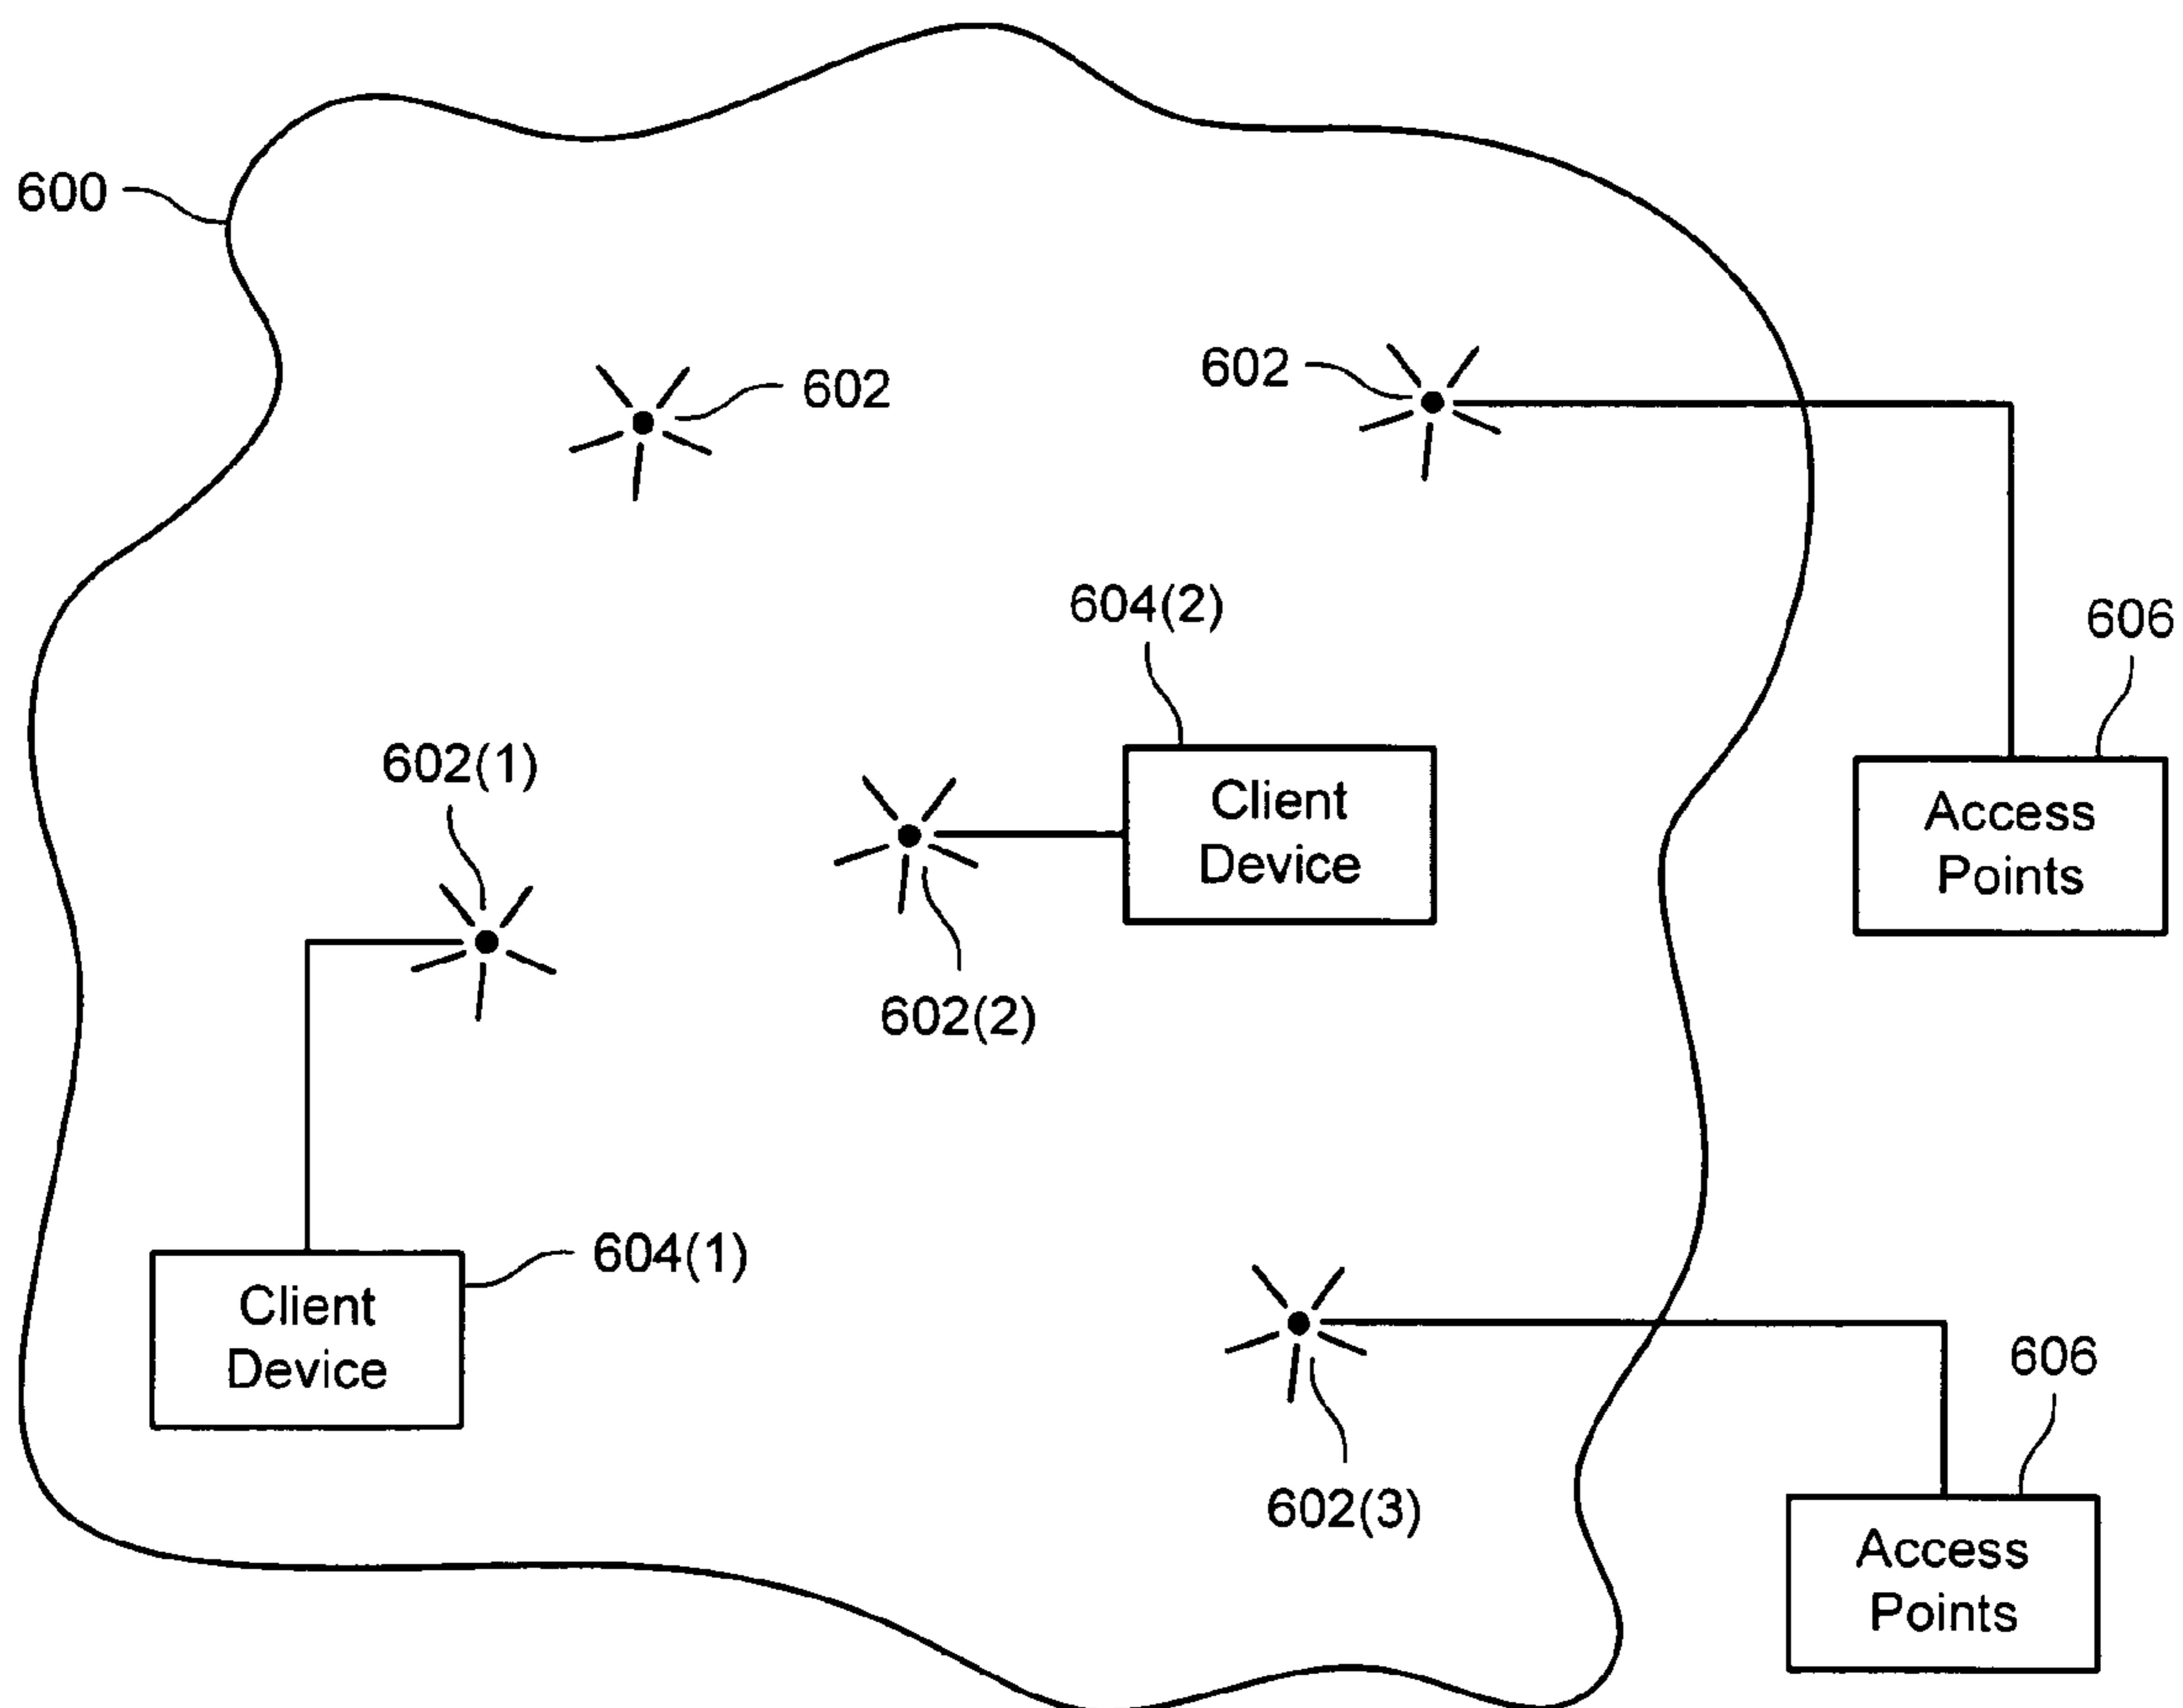 600
602
602
604(2)
606
602(1)
Client
Device
Access
Points
602(2)
604(1)
Client
Device
606
602(3)
Access
Points